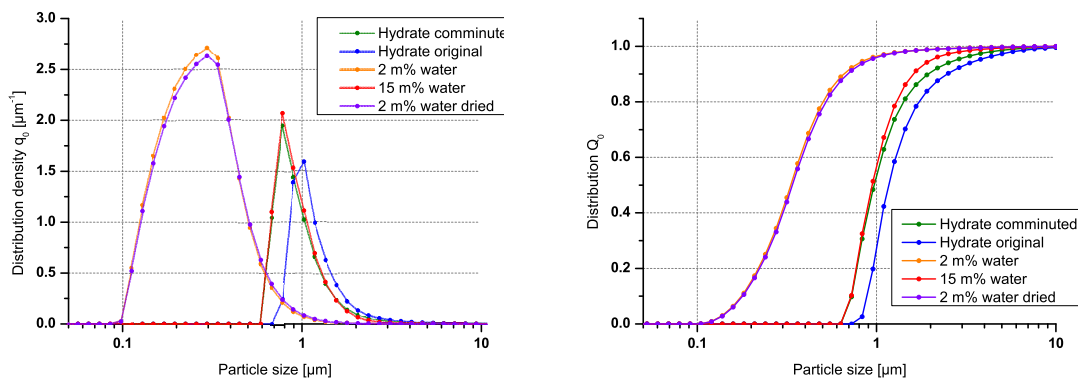 Distribution density q0 [µm-1]
3.0
2.5
2.0
1.5
1.0
0.5
0.0
0.1
1
10
Particle size [µm]
Hydrate comminute
Hydrate original
2 m% water
15 m% water
2 m% water dried
Distribution Q0
1.0
0.8
0.6
0.4
0.2
0.0
0.1
1
10
Particle size [µm]
Hydrate comminuted
Hydrate original
2 m% water
15 m% water
2 m% water dried